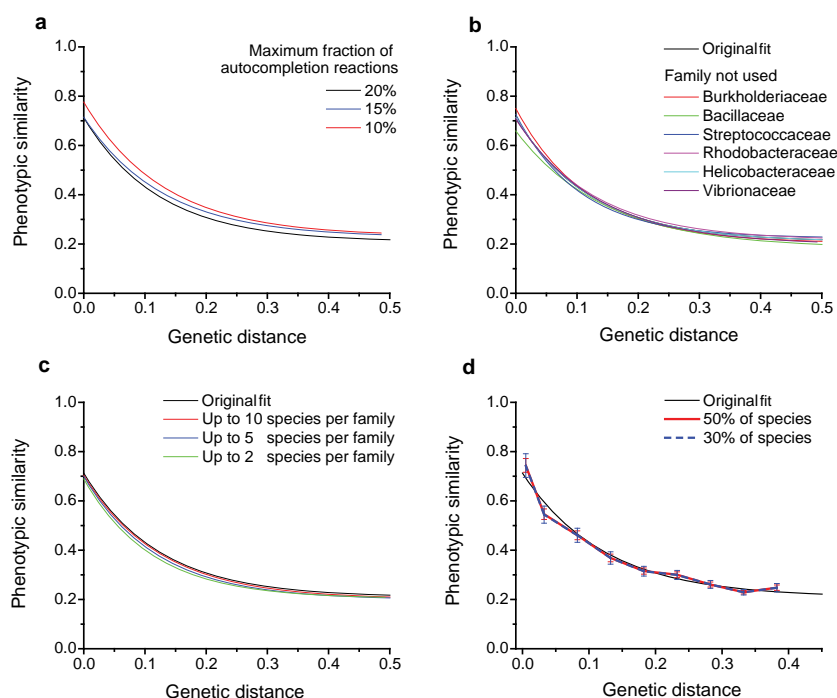 a
Maximum fraction of
autocompletion reactions
20%
15%
10%
Phenotypic similarity
1.0
0.8
0.6
0.4
0.2
0.0
0.0 0.1 0.2 0.3 0.4 0.5
Genetic distance
b
Original fit
Family not used
Burkholderiaceae
Bacillaceae
Streptococcaceae
Rhodobacteraceae
Helicobacteraceae
Vibrionaceae
Phenotypic similarity
1.0
0.8
0.6
0.4
0.2
0.0
0.0 0.1 0.2 0.3 0.4 0.5
Genetic distance
c
Original fit
Up to 10 species per family
Up to 5 species per family
Up to 2 species per family
Phenotypic similarity
1.0
0.8
0.6
0.4
0.2
0.0
0.0 0.1 0.2 0.3 0.4 0.5
Genetic distance
d
Original fit
50% of species
30% of species
Phenotypic similarity
1.0
0.8
0.6
0.4
0.2
0.0
0.0 0.1 0.2 0.3 0.4
Genetic distance